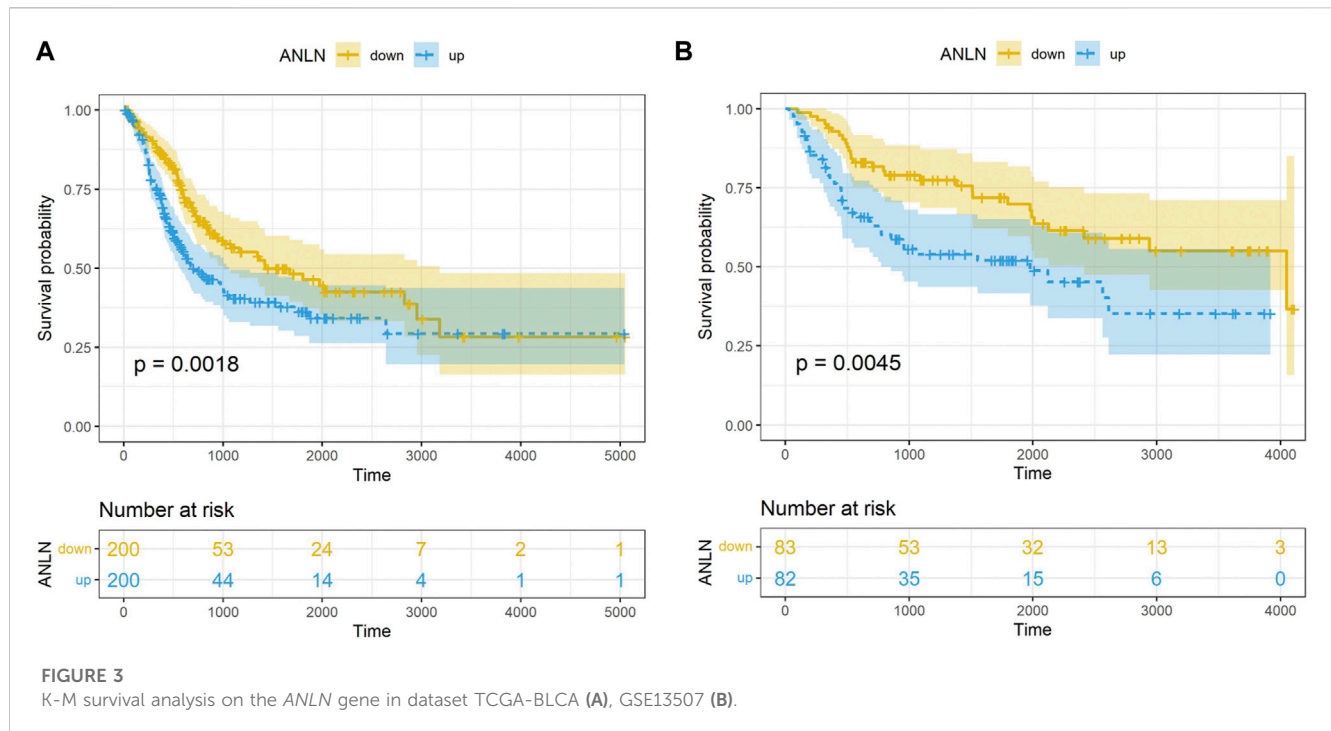 A
ANLN down up
1.00
0.75
0.50
0.25
0.00
Survival probability
p = 0.0018
0 1000 2000 3000 4000 5000
Time
Number at risk
ANLN
down 200 53 24 7 2 1
up 200 44 14 4 1 1
0 1000 2000 3000 4000 5000
Time
B
ANLN down up
1.00
0.75
0.50
0.25
0.00
Survival probability
p = 0.0045
0 1000 2000 3000 4000
Time
Number at risk
ANLN
down 83 53 32 13 3
up 82 35 15 6 0
0 1000 2000 3000 4000
Time
FIGURE 3
K-M survival analysis on the ANLN gene in dataset TCGA-BLCA (A), GSE13507 (B).